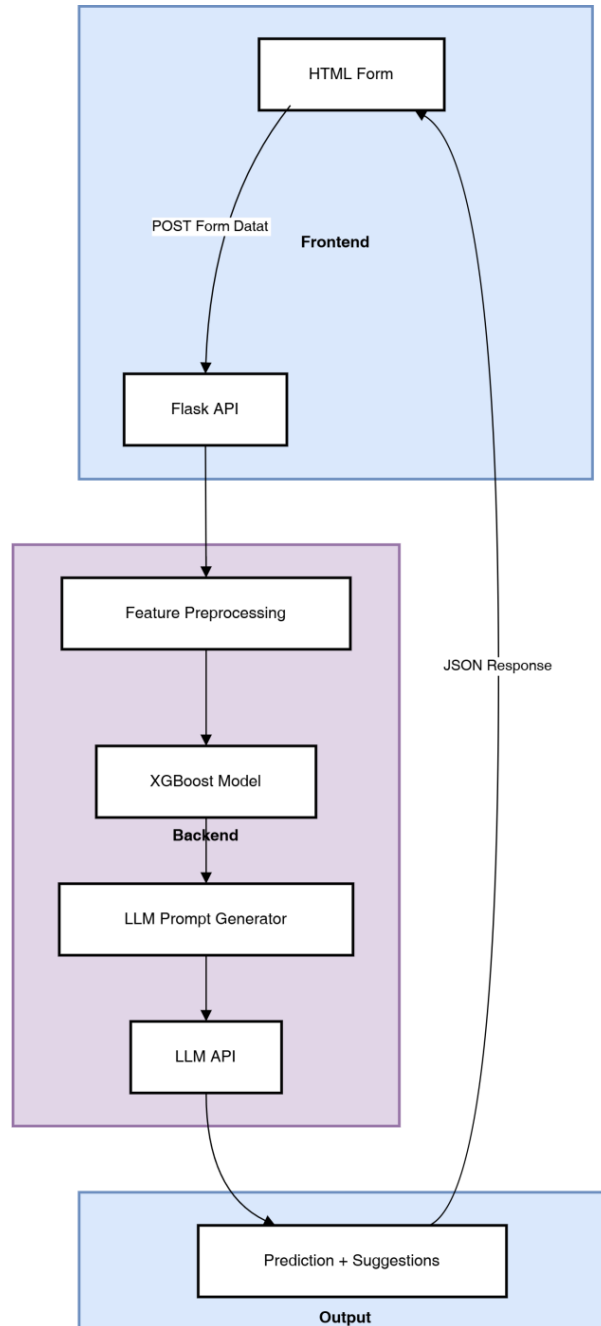 HTML Form
POST Form Datat
Frontend
Flask API
Feature Preprocessing
JSON Response
XGBoost Model
Backend
LLM Prompt Generator
LLM API
Prediction + Suggestions
Output